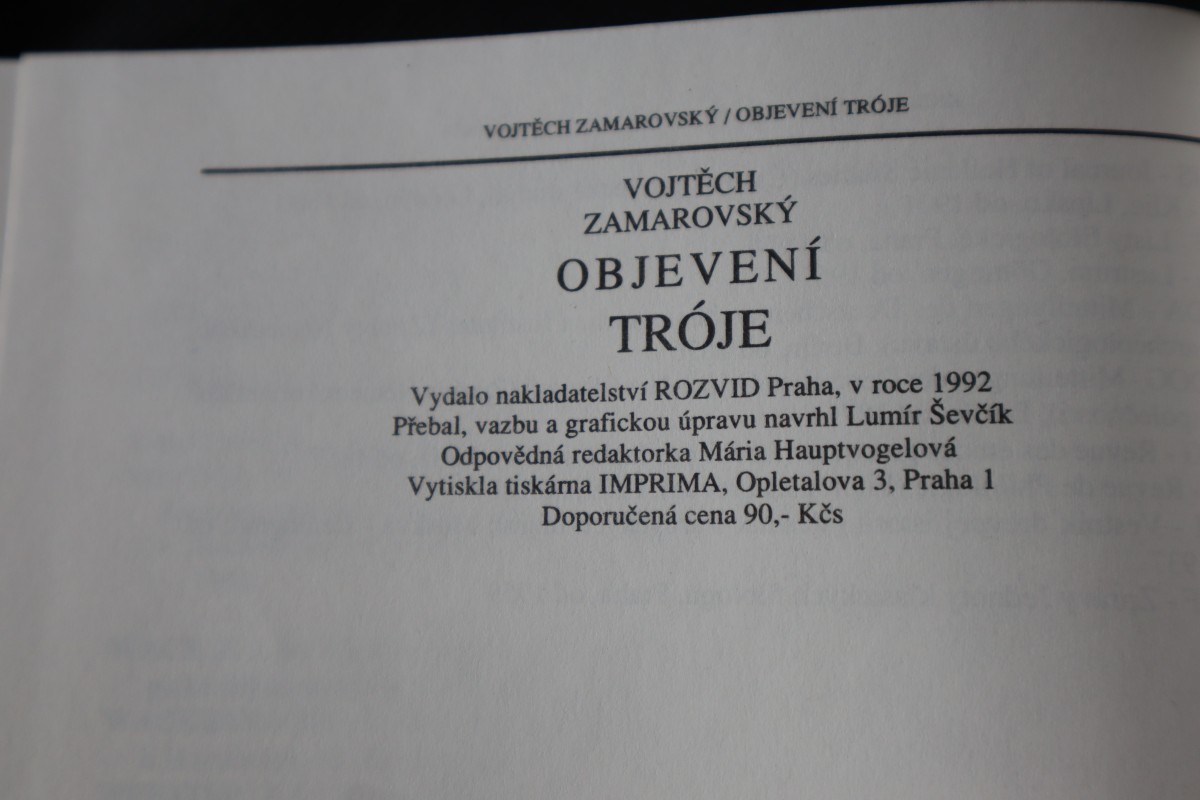 VOJTĚCH ZAMAROVSKÝ / OBJEVENÍ TRÓJE
VOJTĚCH
ZAMAROVSKÝ
OBJEVENÍ
TRÓJE
Vydalo nakladatelství ROZVID Praha, v roce 1992
Přebal, vazbu a grafickou úpravu navrhl Lumír Ševčík
Odpovědná redaktorka Mária Hauptvogelová
Vytiskla tiskárna IMPRIMA, Opletalova 3, Praha 1
Doporučená cena 90,- Kčs